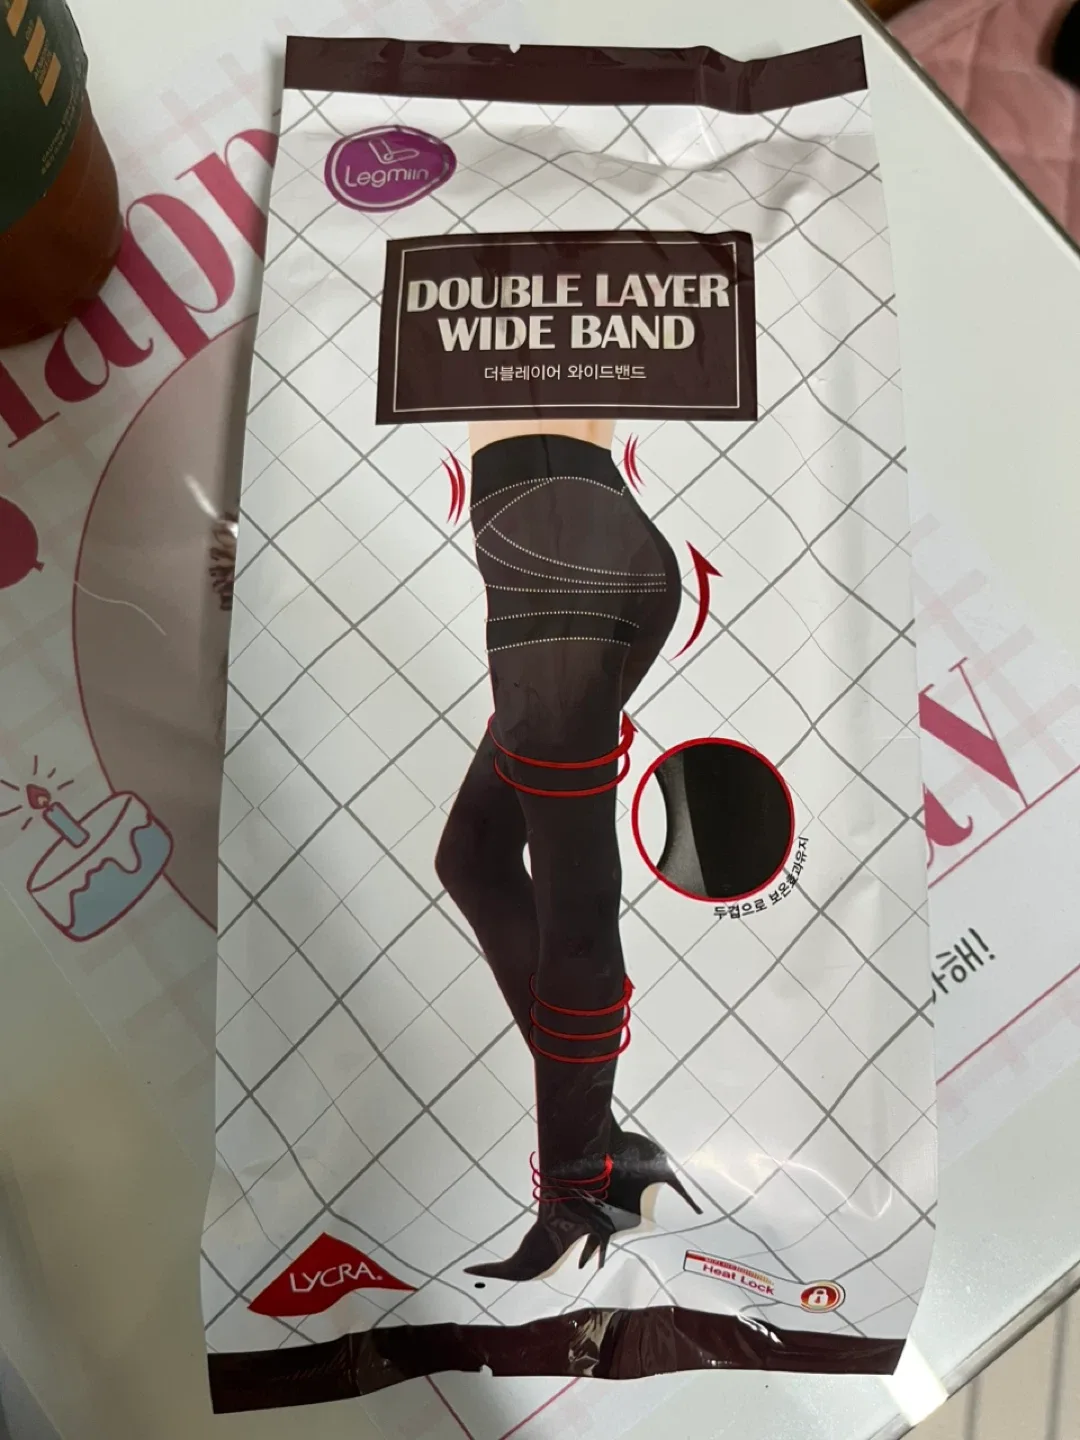 Legmiin
DOUBLE LAYER
WIDE BAND
더블레이어 와이드밴드
두겹으로 보온효과유지
해!
LYCRA®
Heat Lock